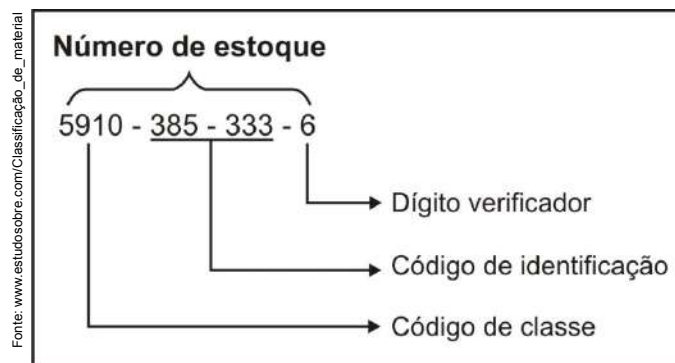 Número de estoque
5910 - 385 - 333 - 6
Dígito verificador
Código de identificação
Código de classe
Fonte: www.estudosobre.com/Classificação_de_material